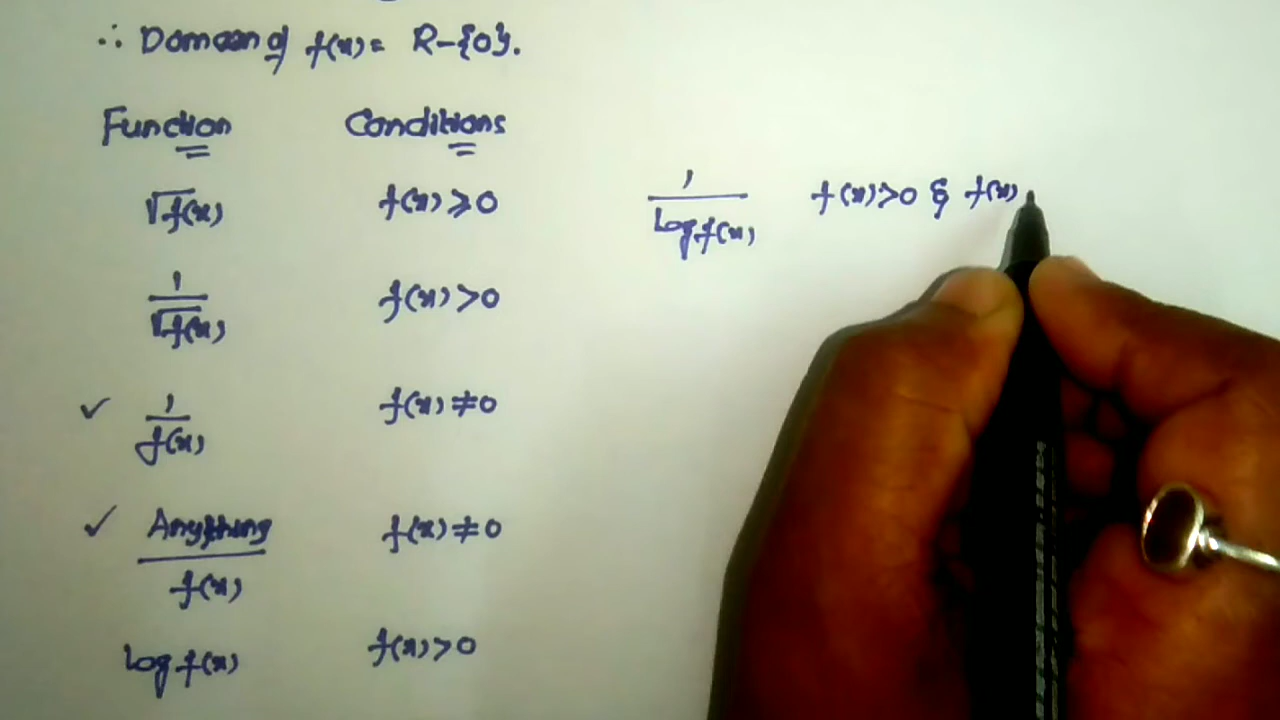 ∴ Domain of f(x) = R-{0}.
Function Conditions
√f(x) f(x) ≥ 0
1/√f(x) f(x) > 0
✓ 1/f(x) f(x) ≠ 0
✓ Anything/f(x) f(x) ≠ 0
log f(x) f(x) > 0
1/log f(x) f(x) > 0 & f(x)